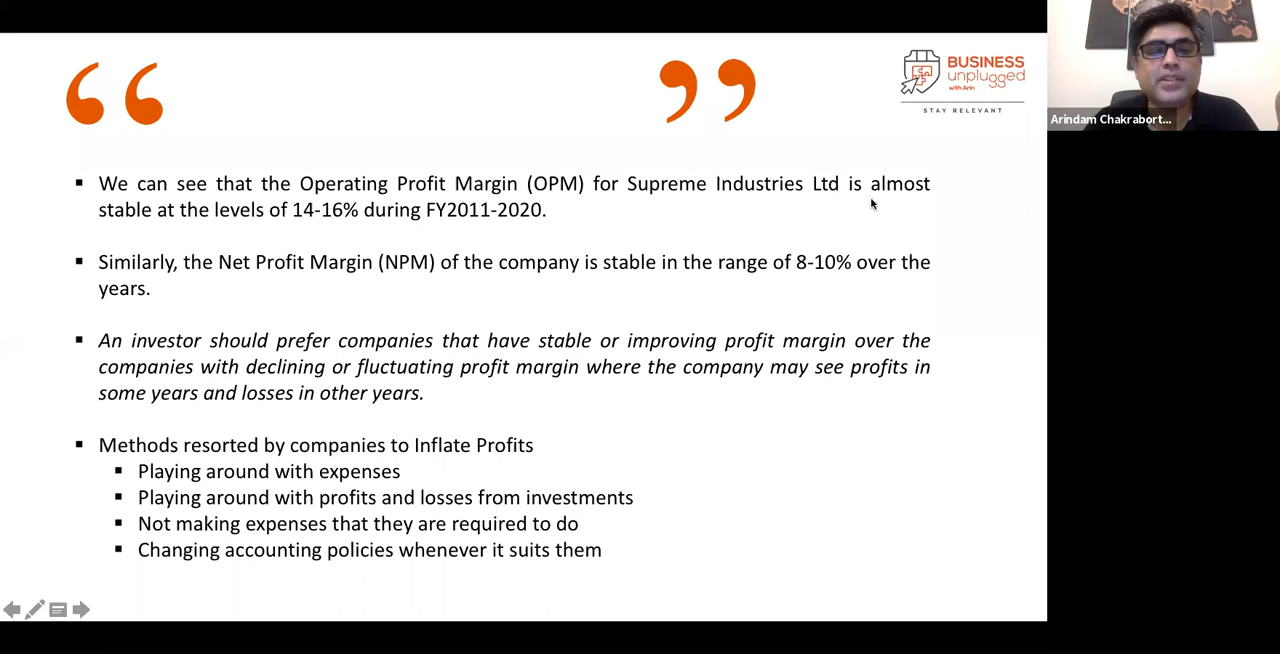 BUSINESS
unplugged
with Arin
STAY RELEVANT
Arindam Chakrabort...
▪ We can see that the Operating Profit Margin (OPM) for Supreme Industries Ltd is almost
stable at the levels of 14-16% during FY2011-2020.
▪ Similarly, the Net Profit Margin (NPM) of the company is stable in the range of 8-10% over the
years.
▪ An investor should prefer companies that have stable or improving profit margin over the
companies with declining or fluctuating profit margin where the company may see profits in
some years and losses in other years.
▪ Methods resorted by companies to Inflate Profits
▪ Playing around with expenses
▪ Playing around with profits and losses from investments
▪ Not making expenses that they are required to do
▪ Changing accounting policies whenever it suits them